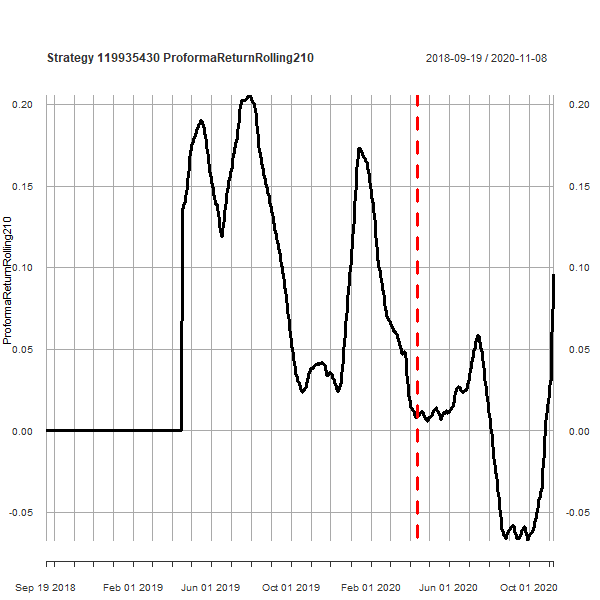 Strategy 119935430 ProformaReturnRolling210
2018-09-19 / 2020-11-08
ProformaReturnRolling210
0.20
0.15
0.10
0.05
0.00
-0.05
0.20
0.15
0.10
0.05
0.00
-0.05
Sep 19 2018
Feb 01 2019
Jun 01 2019
Oct 01 2019
Feb 01 2020
Jun 01 2020
Oct 01 2020